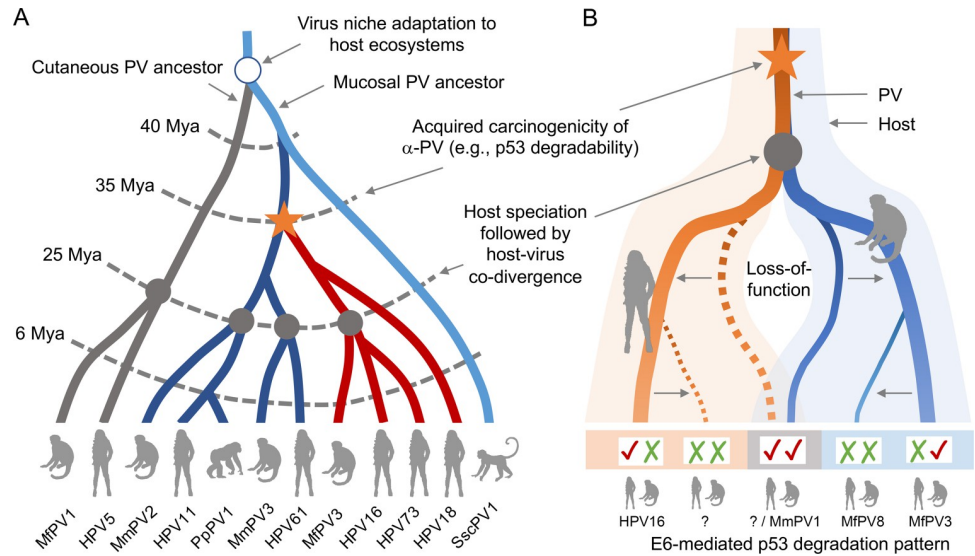 A
Virus niche adaptation to
host ecosystems
Cutaneous PV ancestor
Mucosal PV ancestor
40 Mya
Acquired carcinogenicity of
α-PV (e.g., p53 degradability)
35 Mya
Host speciation
followed by
host-virus
co-divergence
25 Mya
6 Mya
MfPV1
HPV5
MmPV2
HPV11
PpPV1
MmPV3
HPV61
MfPV3
HPV16
HPV73
HPV18
SscPV1
B
PV
Host
Loss-of-
function
HPV16
?
? / MmPV1
MfPV8
MfPV3
E6-mediated p53 degradation pattern